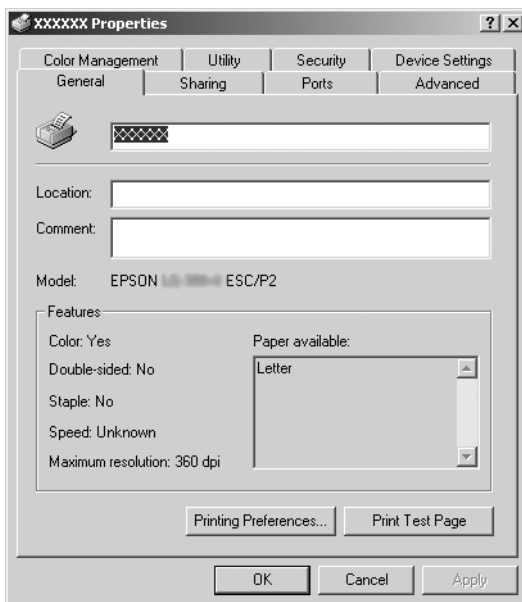 XXXXXX Properties
Color Management Utility Security Device Settings
General Sharing Ports Advanced
XXXXXX
Location:
Comment:
Model: EPSON ESC/P2
Features
Color: Yes
Paper available:
Double-sided: No
Letter
Staple: No
Speed: Unknown
Maximum resolution: 360 dpi
Printing Preferences... Print Test Page
OK Cancel Apply